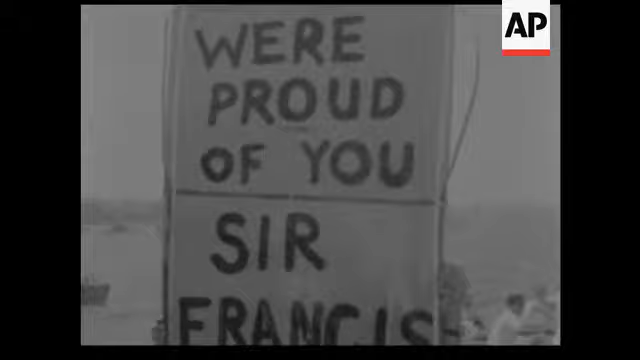 AP
WERE
PROUD
OF YOU
SIR
FRANCIS